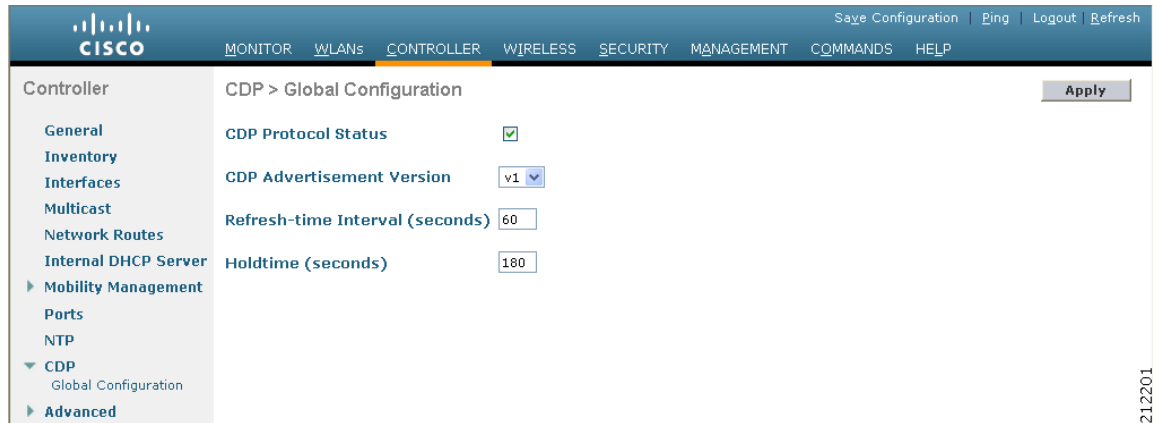 Save Configuration | Ping | Logout | Refresh
CISCO
MONITOR WLANs CONTROLLER WIRELESS SECURITY MANAGEMENT COMMANDS HELP
Controller
General
Inventory
Interfaces
Multicast
Network Routes
Internal DHCP Server
Mobility Management
Ports
NTP
CDP
Global Configuration
Advanced
CDP > Global Configuration
Apply
CDP Protocol Status
CDP Advertisement Version v1
Refresh-time Interval (seconds) 60
Holdtime (seconds) 180
212201